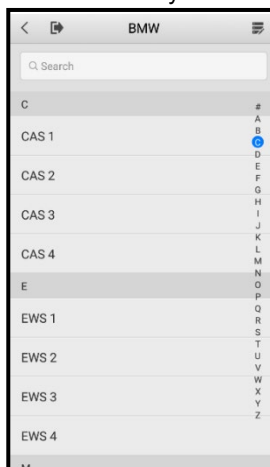 BMW
Search
C
CAS 1
CAS 2
CAS 3
CAS 4
E
EWS 1
EWS 2
EWS 3
EWS 4
M
#
A
B
C
D
E
F
G
H
I
J
K
L
M
N
O
P
Q
R
S
T
U
V
W
X
Y
Z